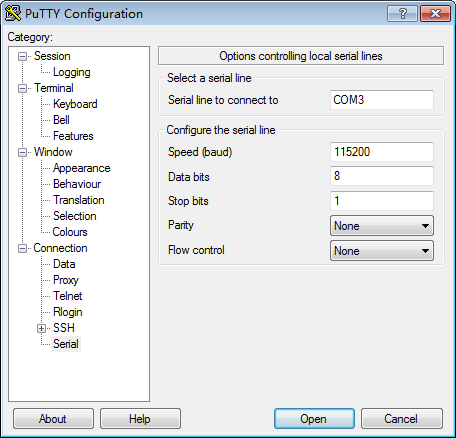 PuTTY Configuration
Category:
Session
Logging
Terminal
Keyboard
Bell
Features
Window
Appearance
Behaviour
Translation
Selection
Colours
Connection
Data
Proxy
Telnet
Rlogin
SSH
Serial
Options controlling local serial lines
Select a serial line
Serial line to connect to COM3
Configure the serial line
Speed (baud) 115200
Data bits 8
Stop bits 1
Parity None
Flow control None
About Help Open Cancel